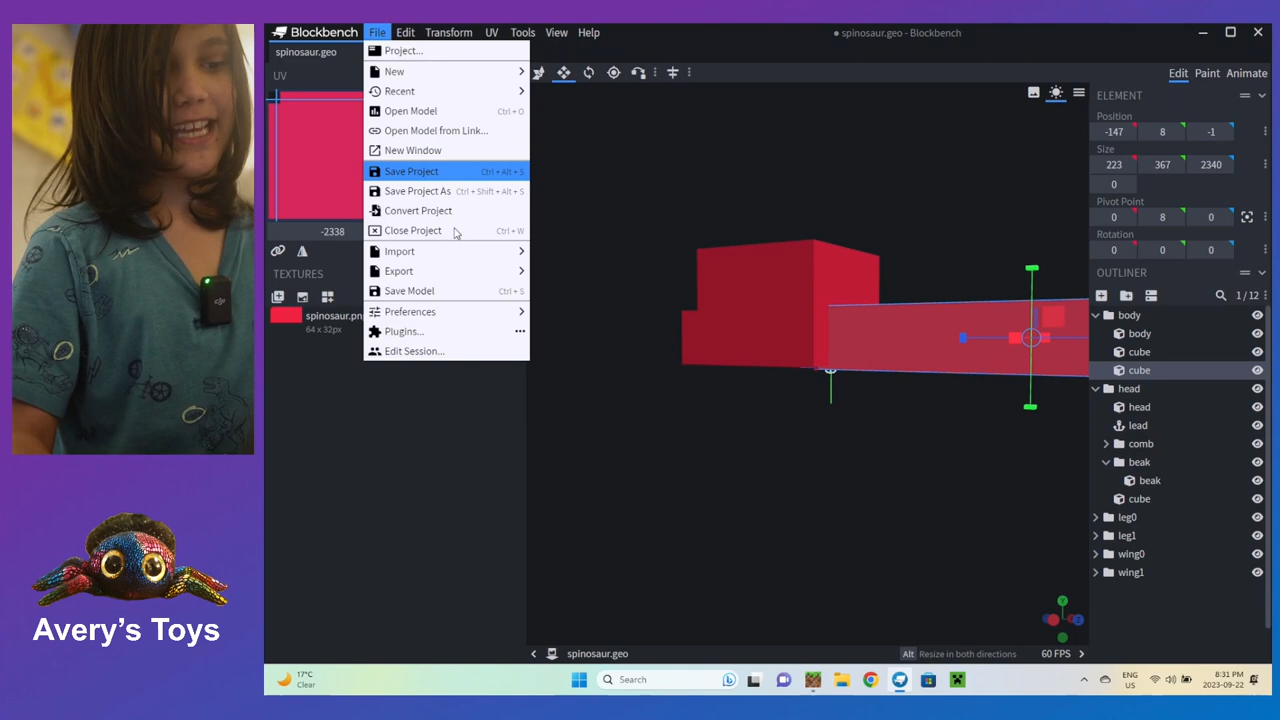 Blockbench
File
Edit
Transform
UV
Tools
View
Help
• spinosaur.geo - Blockbench
spinosaur.geo
UV
-2338
TEXTURES
spinosaur.pn
64 x 32px
Project...
New
Recent
Open Model Ctrl + O
Open Model from Link...
New Window
Save Project Ctrl + Alt + S
Save Project As Ctrl + Shift + Alt + S
Convert Project
Close Project Ctrl + W
Import
Export
Save Model Ctrl + S
Preferences
Plugins...
Edit Session...
Edit Paint Animate
ELEMENT
Position
-147 8 -1
Size
223 367 2340
0
Pivot Point
0 8 0
Rotation
0 0 0
OUTLINER
1 / 12
body
body
cube
cube
head
head
lead
comb
beak
beak
cube
leg0
leg1
wing0
wing1
spinosaur.geo
Alt Resize in both directions
60 FPS
17°C
Clear
Search
ENG
US
8:31 PM
2023-09-22
dji
Avery's Toys